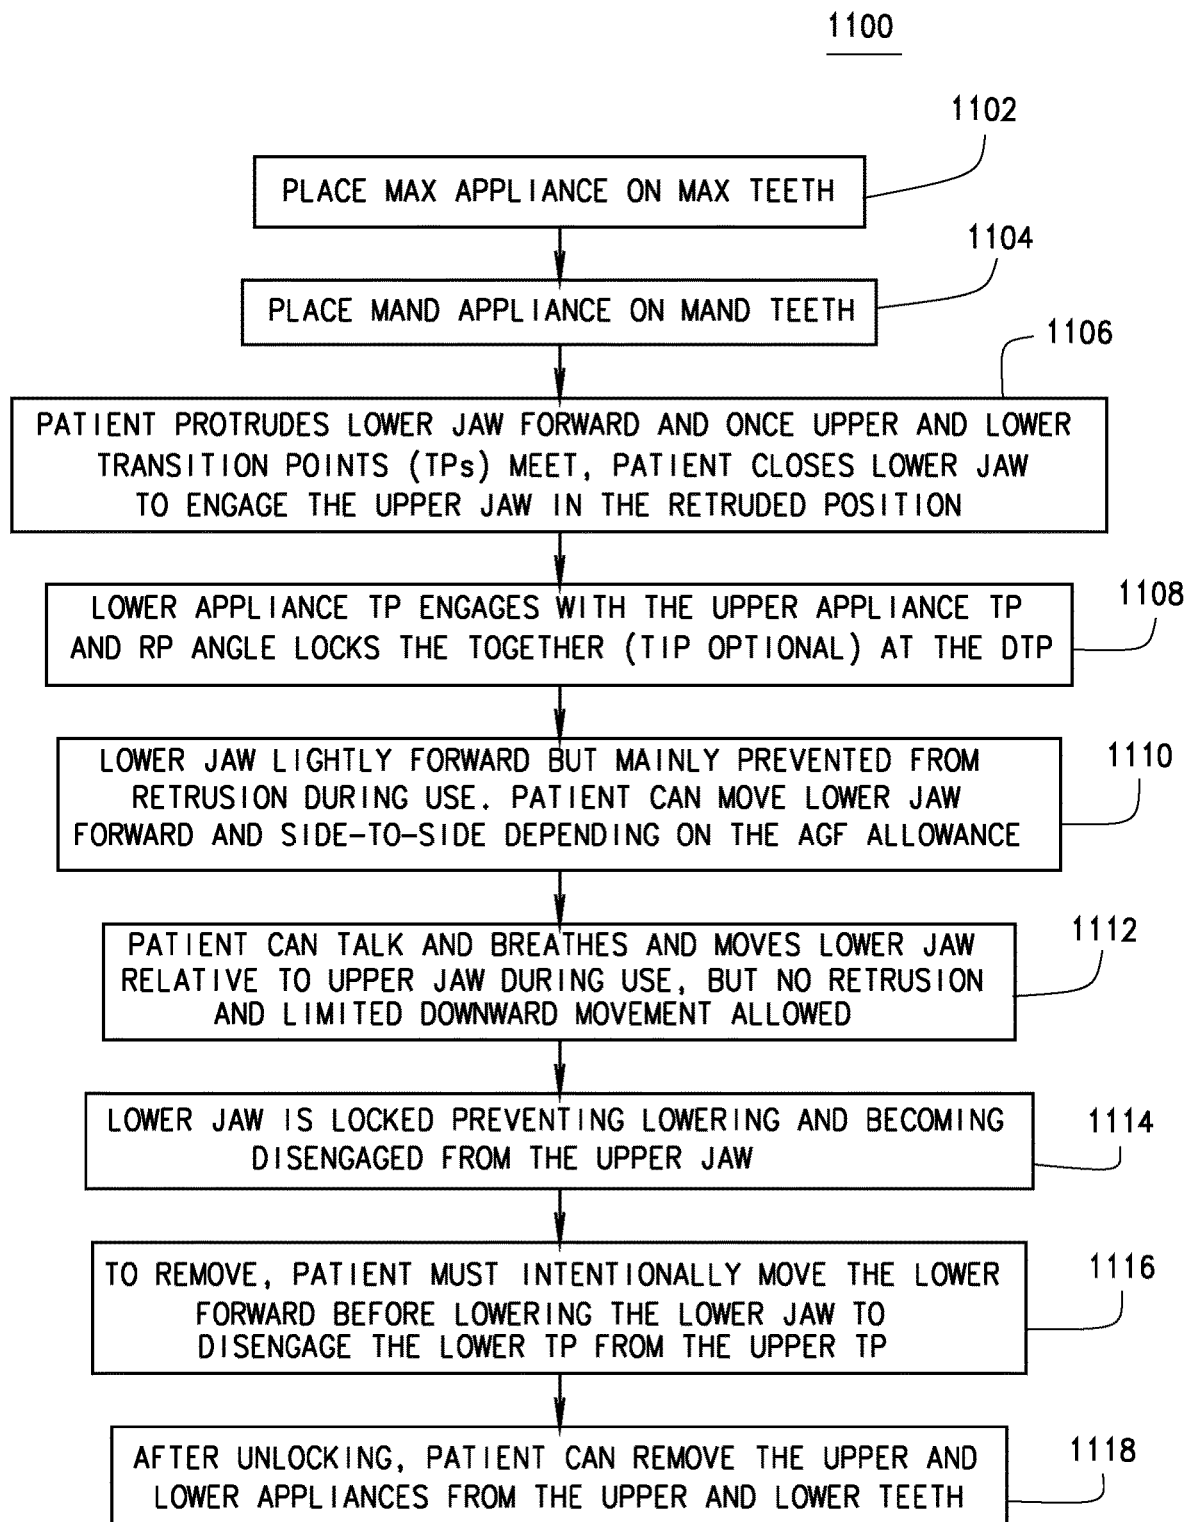 1100
1102
PLACE MAX APPLIANCE ON MAX TEETH
1104
PLACE MAND APPLIANCE ON MAND TEETH
1106
PATIENT PROTRUDES LOWER JAW FORWARD AND ONCE UPPER AND LOWER
TRANSITION POINTS (TPs) MEET, PATIENT CLOSES LOWER JAW
TO ENGAGE THE UPPER JAW IN THE RETRUDED POSITION
1108
LOWER APPLIANCE TP ENGAGES WITH THE UPPER APPLIANCE TP
AND RP ANGLE LOCKS THE TOGETHER (TIP OPTIONAL) AT THE DTP
1110
LOWER JAW LIGHTLY FORWARD BUT MAINLY PREVENTED FROM
RETRUSION DURING USE. PATIENT CAN MOVE LOWER JAW
FORWARD AND SIDE-TO-SIDE DEPENDING ON THE AGF ALLOWANCE
1112
PATIENT CAN TALK AND BREATHES AND MOVES LOWER JAW
RELATIVE TO UPPER JAW DURING USE, BUT NO RETRUSION
AND LIMITED DOWNWARD MOVEMENT ALLOWED
1114
LOWER JAW IS LOCKED PREVENTING LOWERING AND BECOMING
DISENGAGED FROM THE UPPER JAW
1116
TO REMOVE, PATIENT MUST INTENTIONALLY MOVE THE LOWER
FORWARD BEFORE LOWERING THE LOWER JAW TO
DISENGAGE THE LOWER TP FROM THE UPPER TP
1118
AFTER UNLOCKING, PATIENT CAN REMOVE THE UPPER AND
LOWER APPLIANCES FROM THE UPPER AND LOWER TEETH